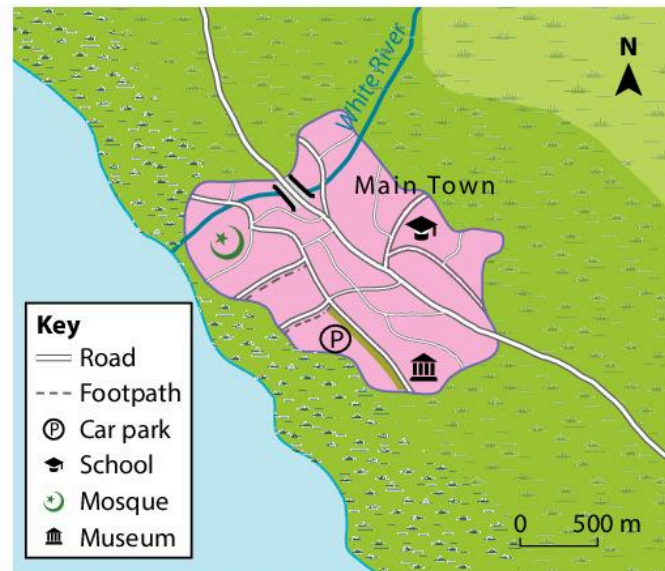 N
White River
Main Town
P
Key
Road
Footpath
P Car park
School
Mosque
Museum
0 500 m